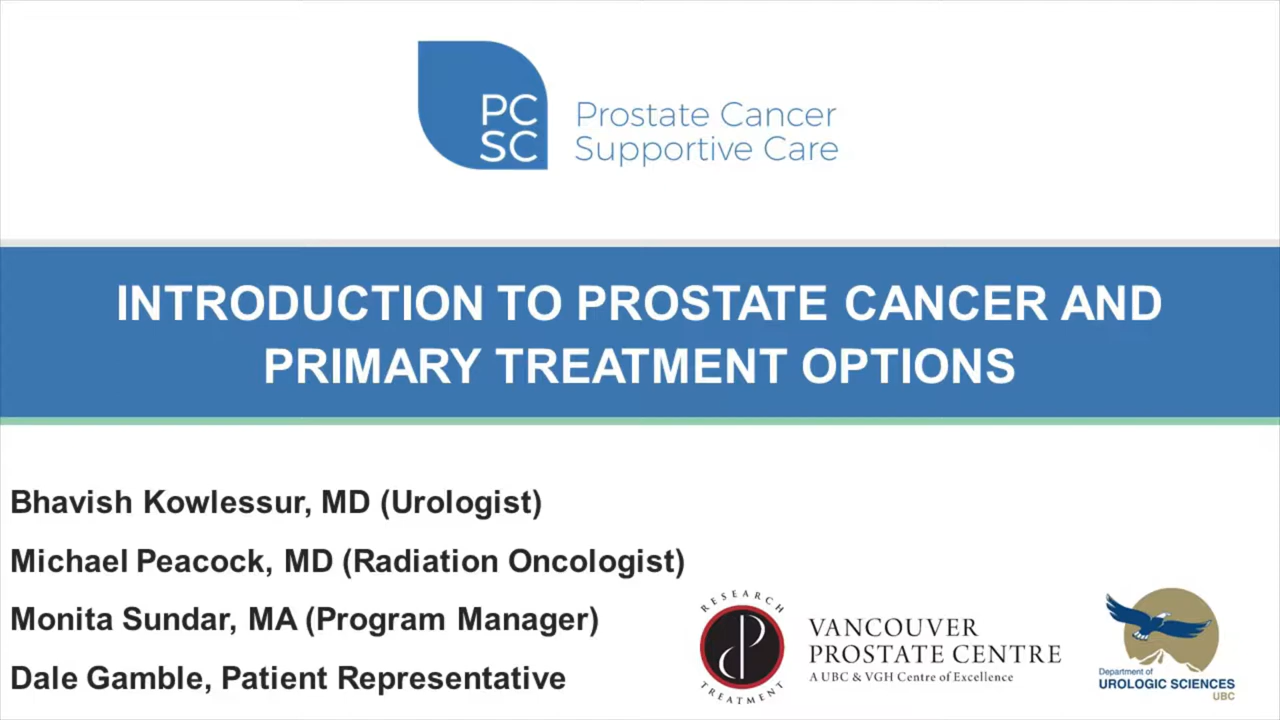 PC
SC
Prostate Cancer
Supportive Care
INTRODUCTION TO PROSTATE CANCER AND
PRIMARY TREATMENT OPTIONS
Bhavish Kowlessur, MD (Urologist)
Michael Peacock, MD (Radiation Oncologist)
Monita Sundar, MA (Program Manager)
Dale Gamble, Patient Representative
RESEARCH
TREATMENT
VANCOUVER
PROSTATE CENTRE
A UBC & VGH Centre of Excellence
Department of
UROLOGIC SCIENCES
UBC